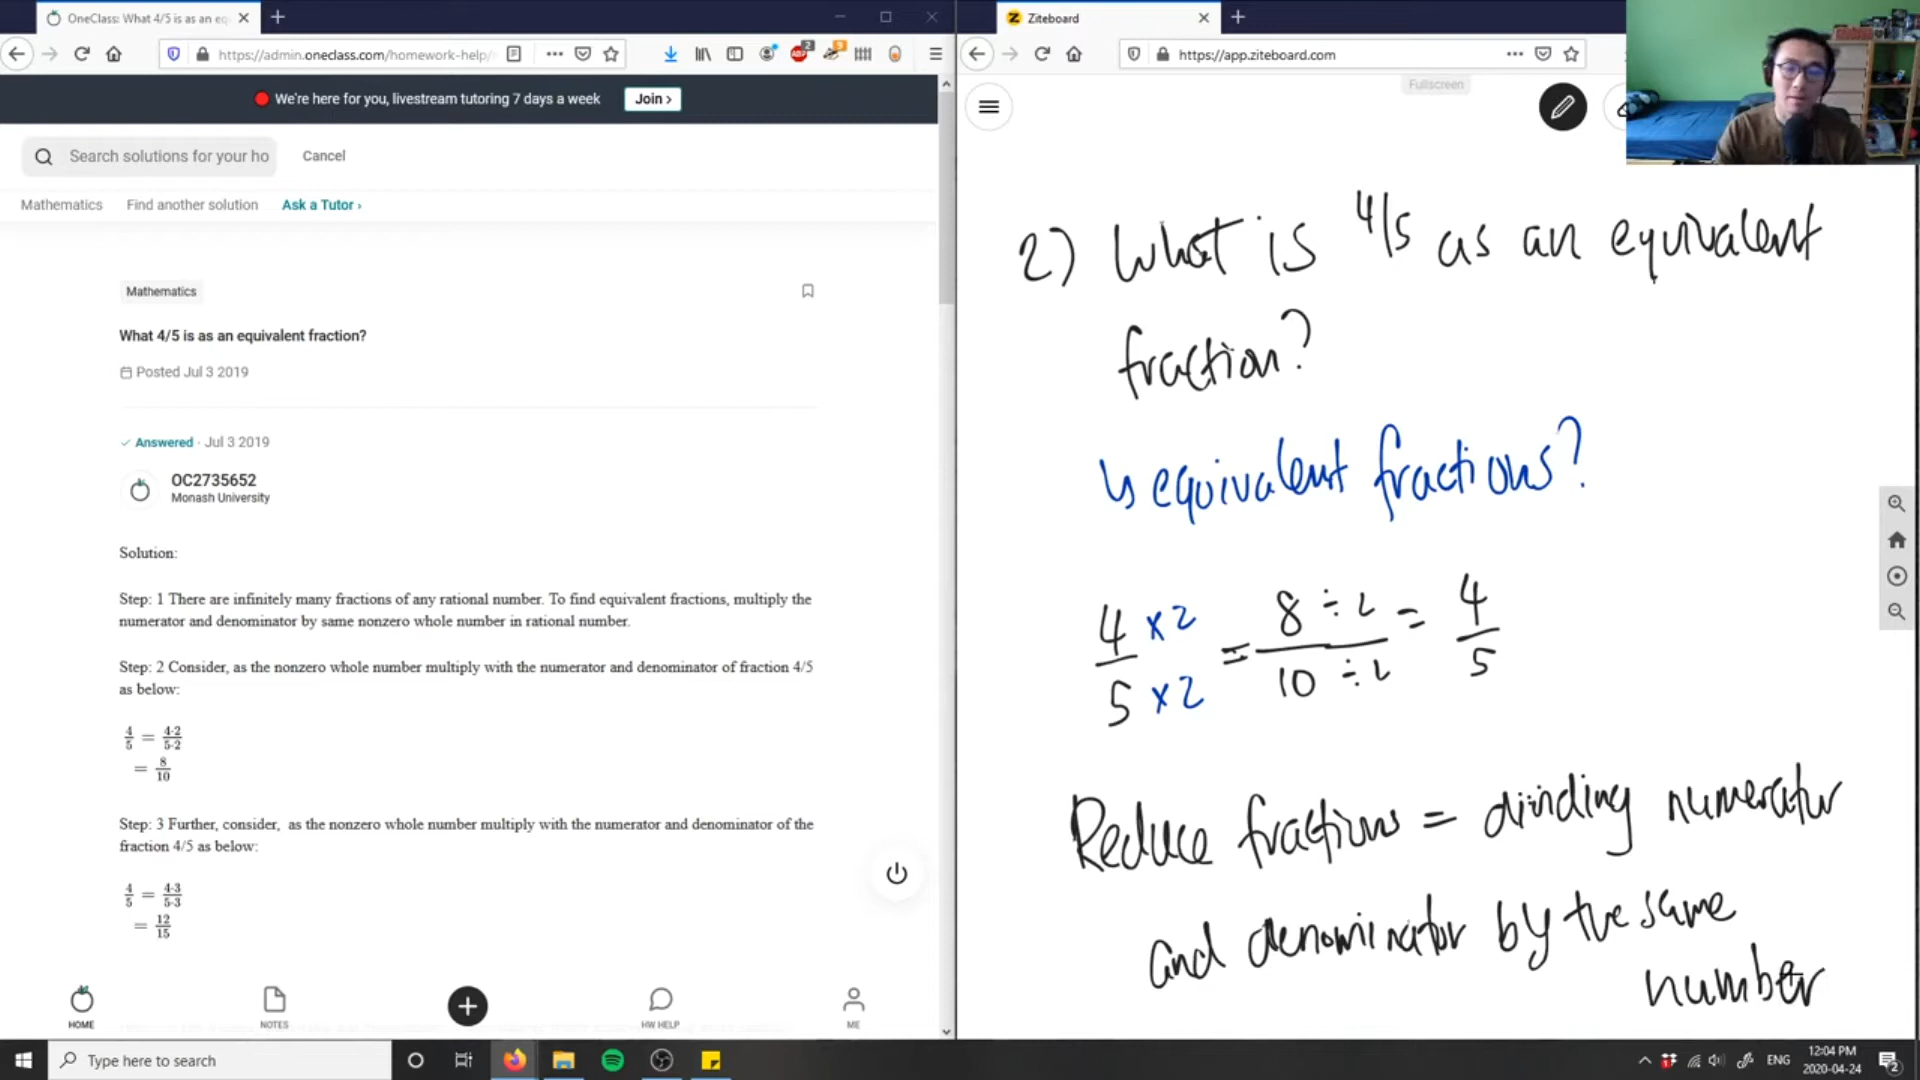 OneClass: What 4/5 is as an eq
Ziteboard
https://admin.oneclass.com/homework-help/
2
https://app.ziteboard.com
We're here for you, livestream tutoring 7 days a week
Join ›
Search solutions for your ho
Cancel
Mathematics
Find another solution
Ask a Tutor ›
Mathematics
What 4/5 is as an equivalent fraction?
Posted Jul 3 2019
Answered · Jul 3 2019
OC2735652
Monash University
Solution:
Step: 1 There are infinitely many fractions of any rational number. To find equivalent fractions, multiply the
numerator and denominator by same nonzero whole number in rational number.
Step: 2 Consider, as the nonzero whole number multiply with the numerator and denominator of fraction 4/5
as below:
4/5 = 4·2/5·2
= 8/10
Step: 3 Further, consider, as the nonzero whole number multiply with the numerator and denominator of the
fraction 4/5 as below:
4/5 = 4·3/5·3
= 12/15
HOME
NOTES
HW HELP
ME
Fullscreen
2) What is 4/5 as an equivalent
fraction?
↳ equivalent fractions?
4 × 2 / 5 × 2 = 8 ÷ 2 / 10 ÷ 2 = 4/5
Reduce fractions = dividing numerator
and denominator by the same
number
Type here to search
ENG
12:04 PM
2020-04-24
2